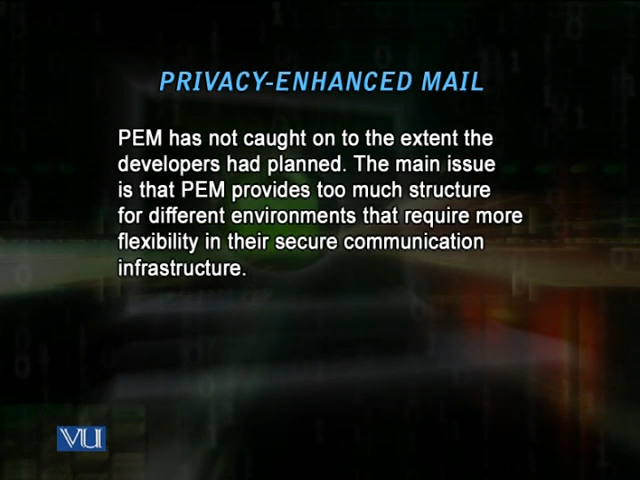 PRIVACY-ENHANCED MAIL
PEM has not caught on to the extent the
developers had planned. The main issue
is that PEM provides too much structure
for different environments that require more
flexibility in their secure communication
infrastructure.
VU